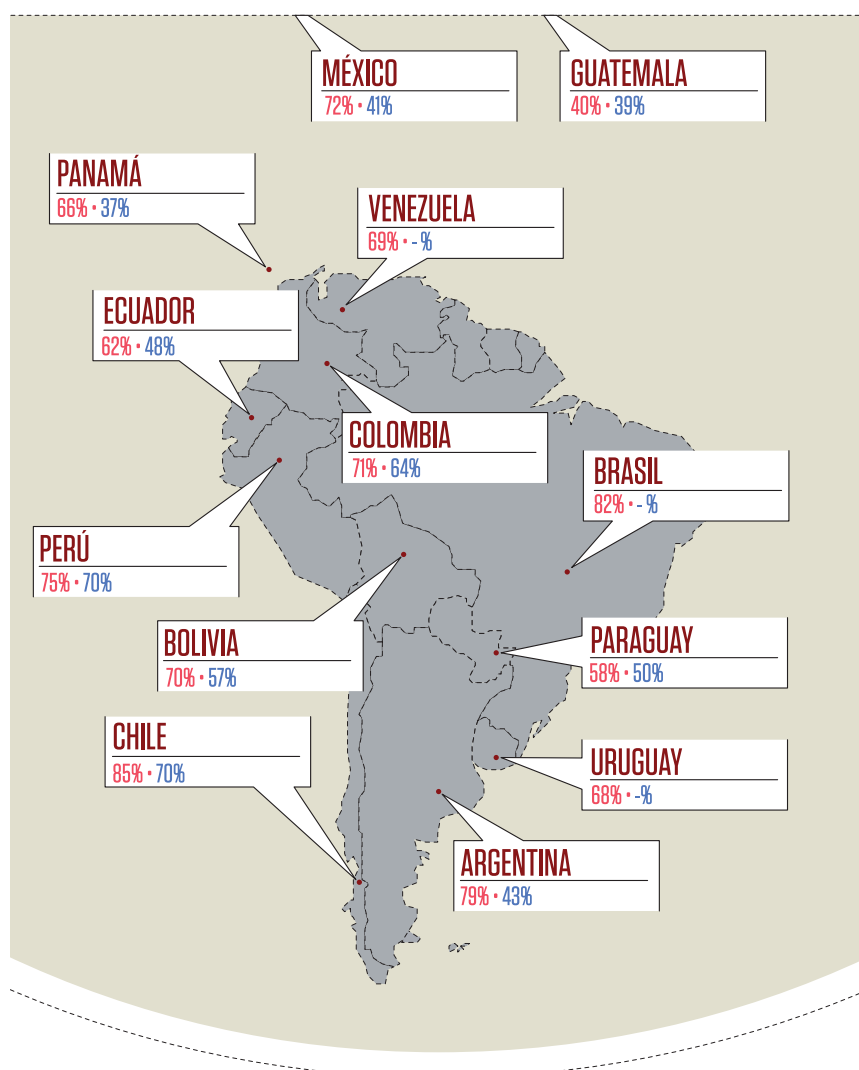 MÉXICO
72% • 41%
GUATEMALA
40% • 39%
PANAMÁ
66% • 37%
VENEZUELA
69% • - %
ECUADOR
62% • 48%
COLOMBIA
71% • 64%
BRASIL
82% • - %
PERÚ
75% • 70%
BOLIVIA
70% • 57%
PARAGUAY
58% • 50%
CHILE
85% • 70%
URUGUAY
68% • -%
ARGENTINA
79% • 43%